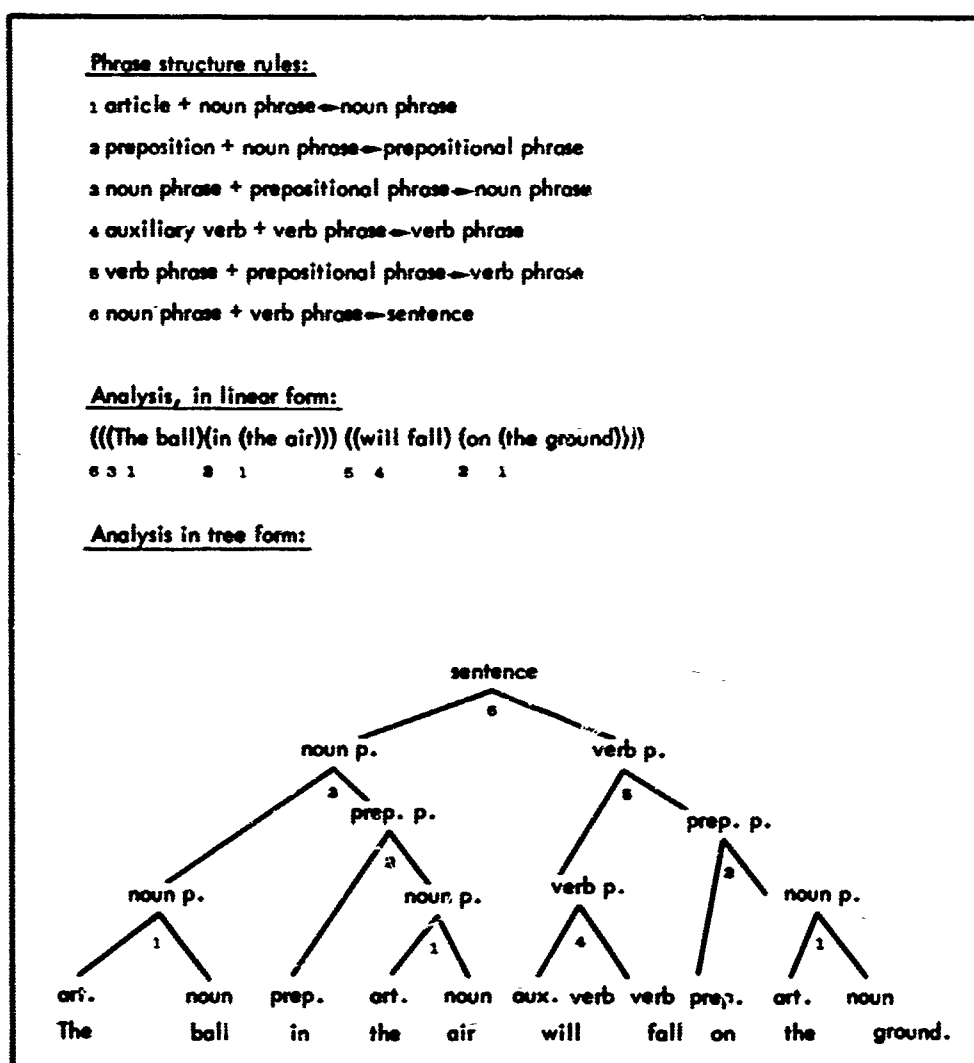 Phrase structure rules:
1 article + noun phrase↔noun phrase
2 preposition + noun phrase↔prepositional phrase
3 noun phrase + prepositional phrase↔noun phrase
4 auxiliary verb + verb phrase↔verb phrase
5 verb phrase + prepositional phrase↔verb phrase
6 noun phrase + verb phrase↔sentence
Analysis, in linear form:
(((The ball)(in (the air))) ((will fall) (on (the ground))))
6 3 1 2 1 5 4 2 1
Analysis in tree form:
sentence
6
noun p. verb p.
3 5
prep. p. prep. p.
2 2
noun p. noun p. verb p. noun p.
1 1 4 1
art. noun prep. art. noun aux. verb verb prep. art. noun
The ball in the air will fall on the ground.